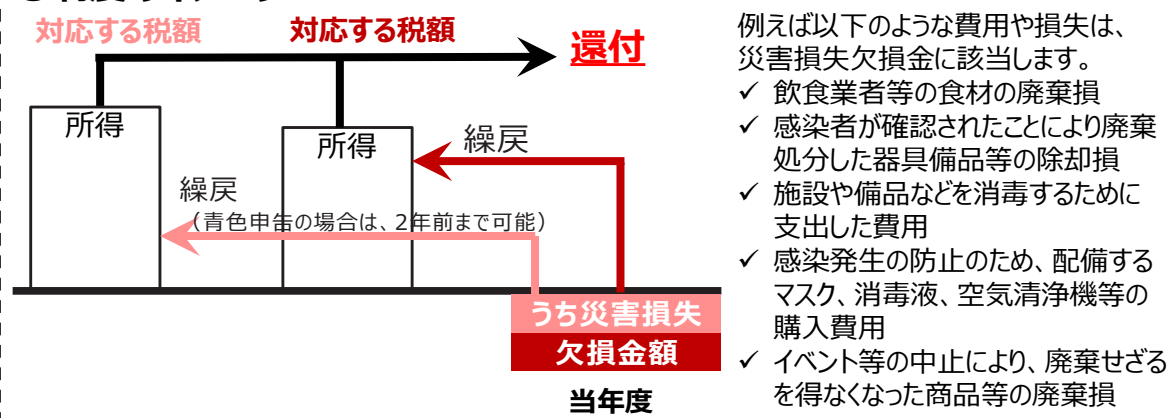 対応する税額
対応する税額
還付
所得
所得
繰戻
繰戻
（青色申告の場合は、2年前まで可能）
うち災害損失
欠損金額
当年度
例えば以下のような費用や損失は、
災害損失欠損金に該当します。
✓ 飲食業者等の食材の廃棄損
✓ 感染者が確認されたことにより廃棄
処分した器具備品等の除却損
✓ 施設や備品などを消毒するために
支出した費用
✓ 感染発生の防止のため、配備する
マスク、消毒液、空気清浄機等の
購入費用
✓ イベント等の中止により、廃棄せざる
を得なくなった商品等の廃棄損